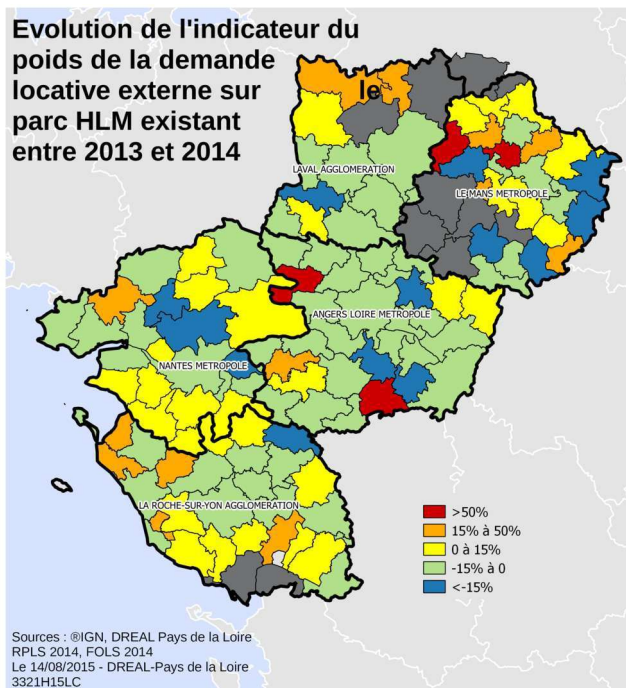 Evolution de l'indicateur du
poids de la demande
locative externe sur le
parc HLM existant
entre 2013 et 2014
LAVAL AGGLOMERATION
LE MANS METROPOLE
ANGERS LOIRE METROPOLE
NANTES METROPOLE
LA ROCHE-SUR-YON AGGLOMERATION
>50%
15% à 50%
0 à 15%
-15% à 0
<-15%
Sources : ®IGN, DREAL Pays de la Loire
RPLS 2014, FOLS 2014
Le 14/08/2015 - DREAL-Pays de la Loire
3321H15LC